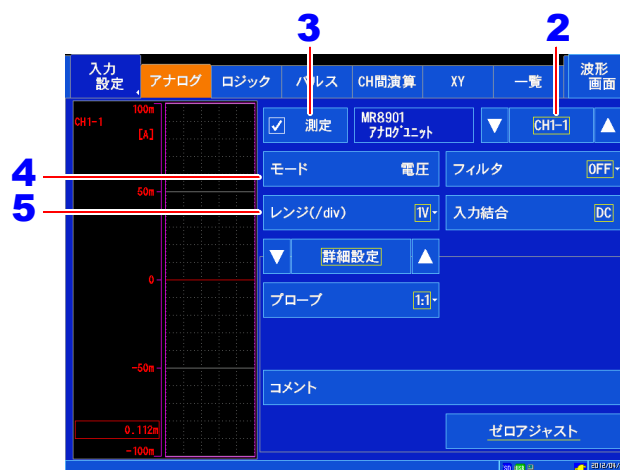 3
2
入力
設定
アナログ
ロジック
パルス
CH間演算
XY
一覧
波形
画面
CH1-1
100m
[A]
測定
MR8901
アナログユニット
CH1-1
4
モード
電圧
フィルタ
OFF
50m
5
レンジ(/div)
1V
入力結合
DC
詳細設定
0
プローブ
1:1
-50m
コメント
0.112m
ゼロアジャスト
-100m
SD
2012/04/